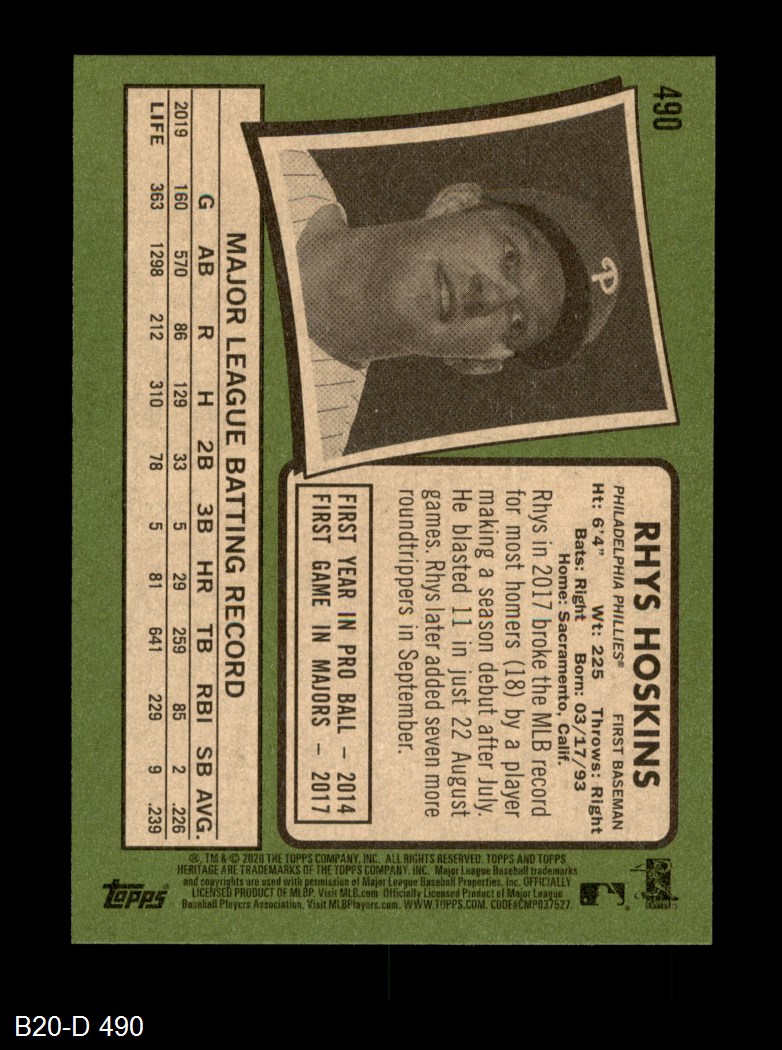 490
P
RHYS HOSKINS
PHILADELPHIA PHILLIES® FIRST BASEMAN
Ht: 6'4" Wt: 225 Throws: Right
Bats: Right Born: 03/17/93
Home: Sacramento, Calif.
Rhys in 2017 broke the MLB record
for most homers (18) by a player
making a season debut after July.
He blasted 11 in just 22 August
games. Rhys later added seven more
roundtrippers in September.
FIRST YEAR IN PRO BALL – 2014
FIRST GAME IN MAJORS – 2017
MAJOR LEAGUE BATTING RECORD
G AB R H 2B 3B HR TB RBI SB AVG.
2019 160 570 86 129 33 5 29 259 85 2 .226
LIFE 363 1298 212 310 78 5 81 641 229 9 .239
®, TM & © 2020 THE TOPPS COMPANY, INC. ALL RIGHTS RESERVED. TOPPS AND TOPPS
HERITAGE ARE TRADEMARKS OF THE TOPPS COMPANY, INC. Major League Baseball trademarks
and copyrights are used with permission of Major League Baseball Properties, Inc. OFFICIALLY
LICENSED PRODUCT OF MLBP. Visit MLB.com Officially Licensed Product of Major League
Baseball Players Association. Visit MLBPlayers.com. WWW.TOPPS.COM. CODE#CMP037527.
topps®
B20-D 490